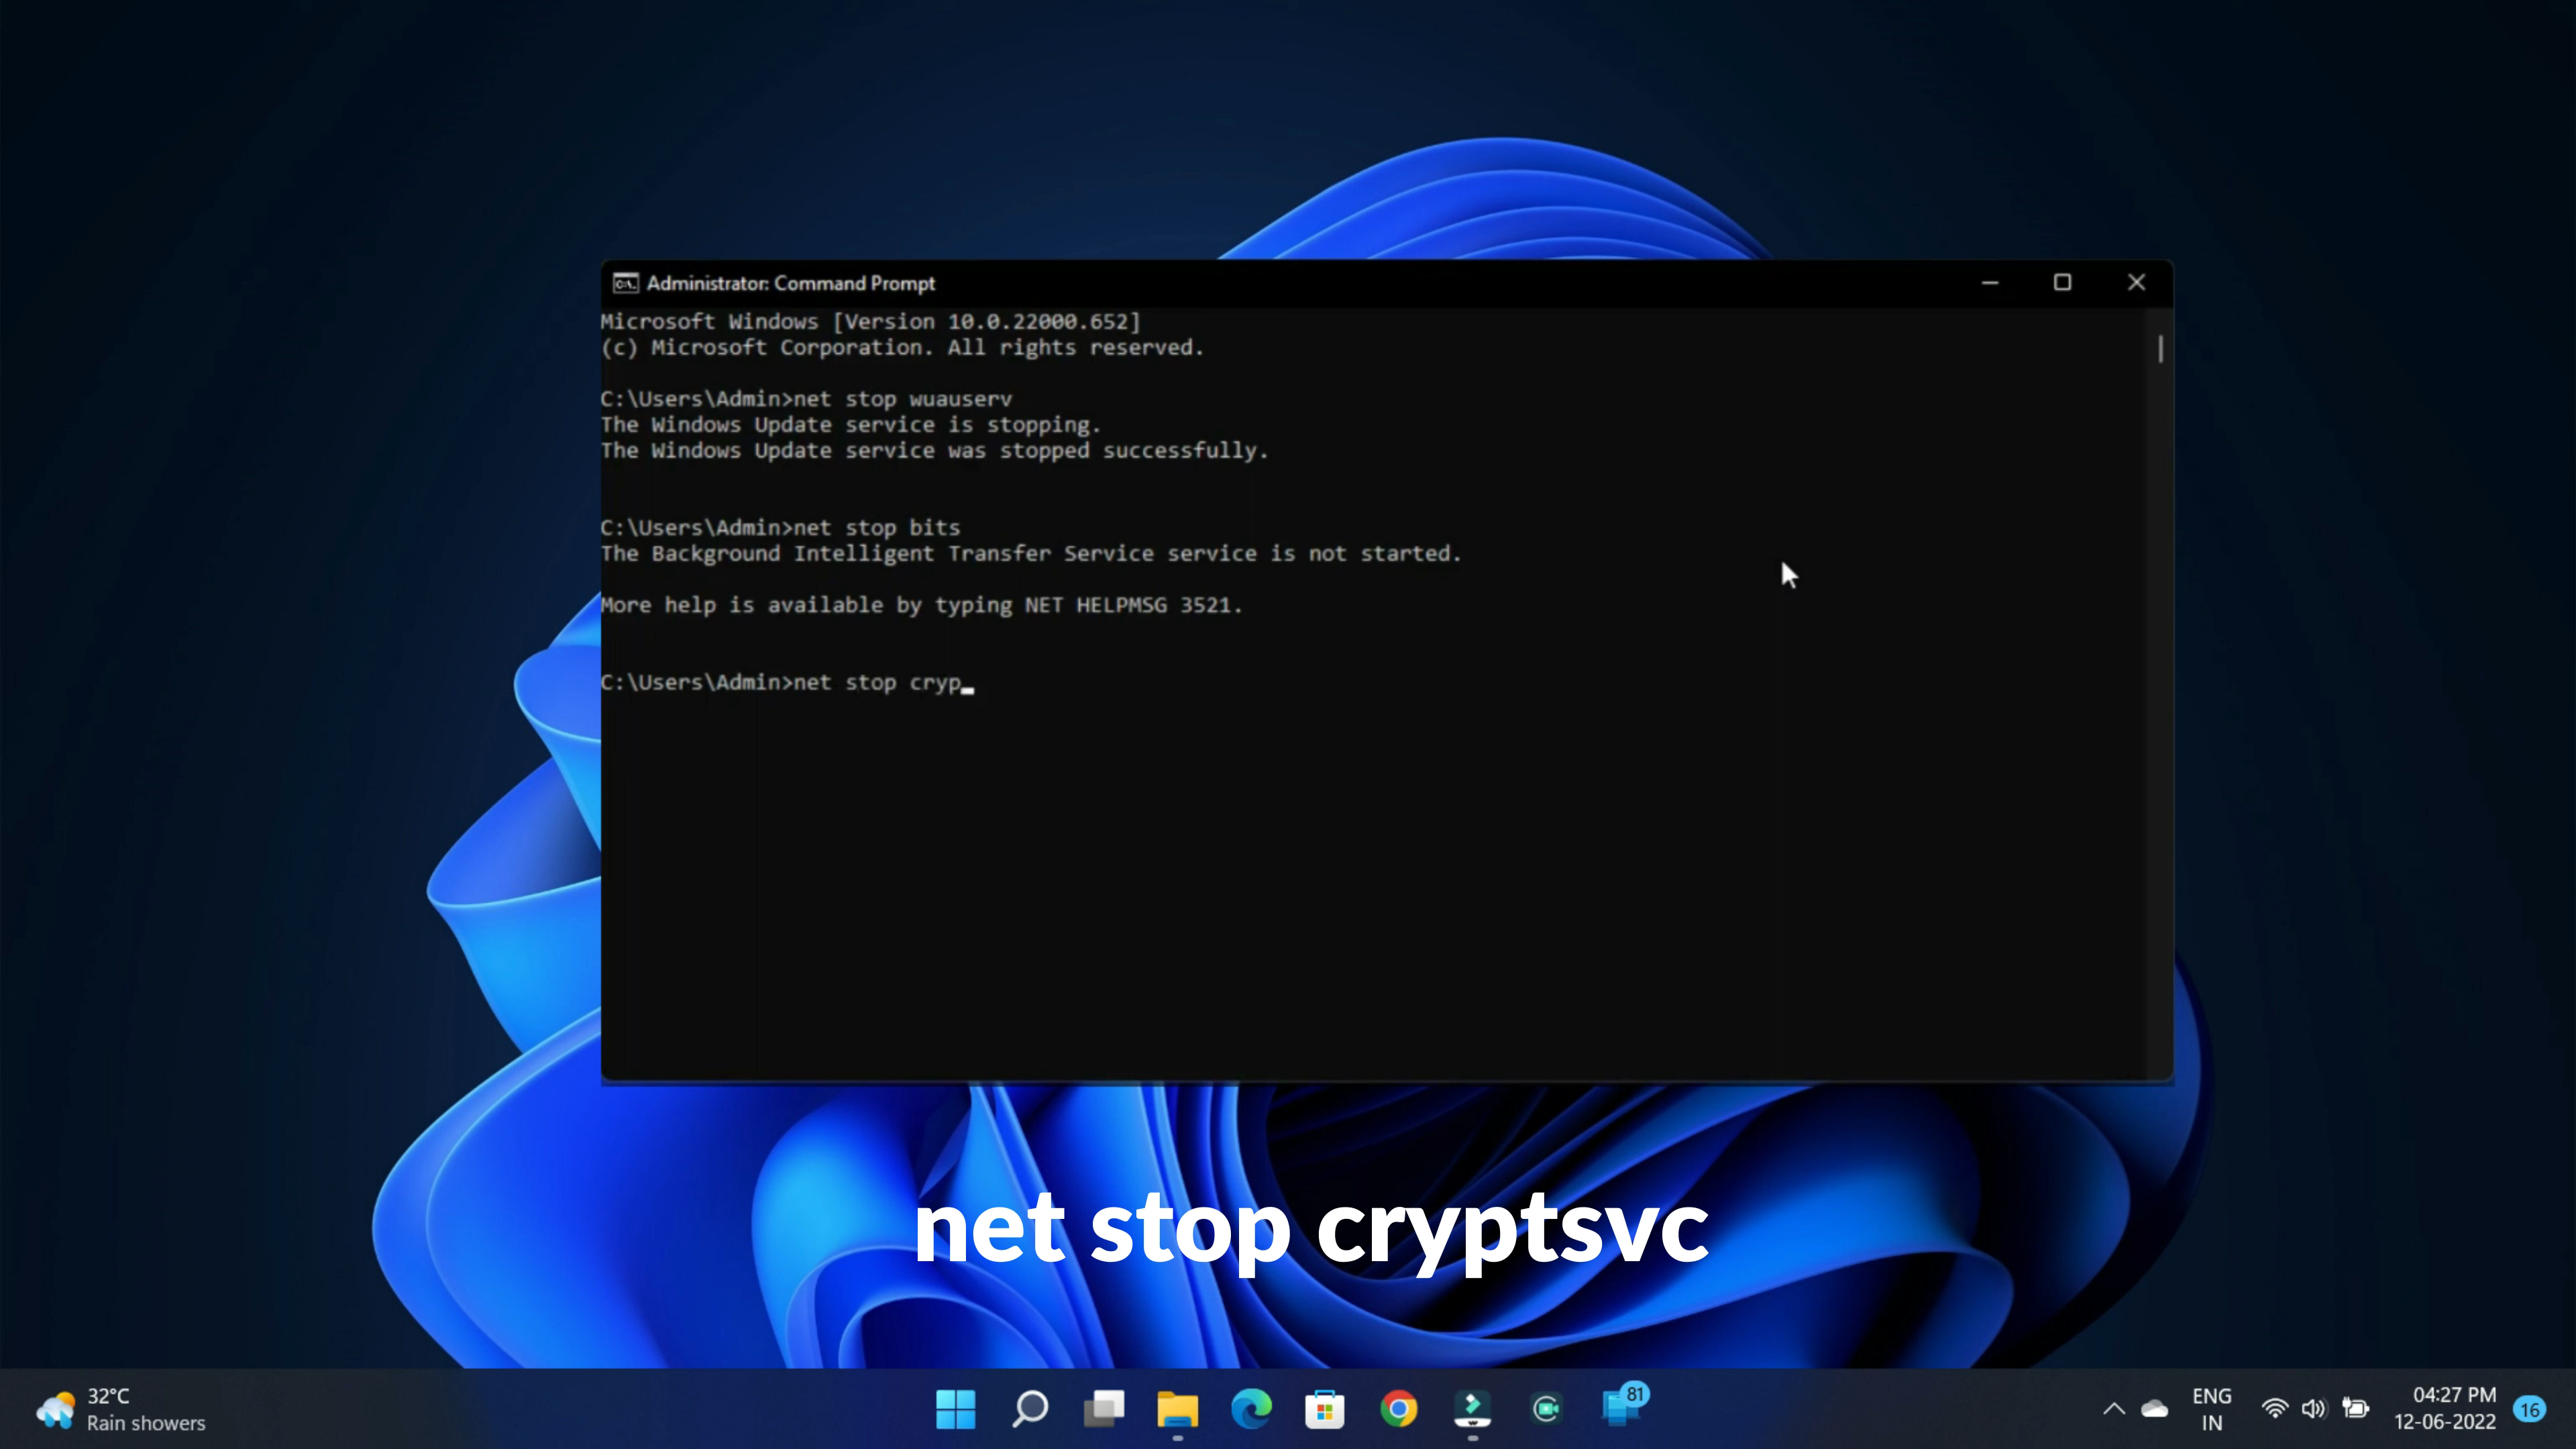 Administrator: Command Prompt
Microsoft Windows [Version 10.0.22000.652]
(c) Microsoft Corporation. All rights reserved.
C:\Users\Admin>net stop wuauserv
The Windows Update service is stopping.
The Windows Update service was stopped successfully.
C:\Users\Admin>net stop bits
The Background Intelligent Transfer Service service is not started.
More help is available by typing NET HELPMSG 3521.
C:\Users\Admin>net stop cryp
net stop cryptsvc
32°C
Rain showers
81
ENG
IN
04:27 PM
12-06-2022
16